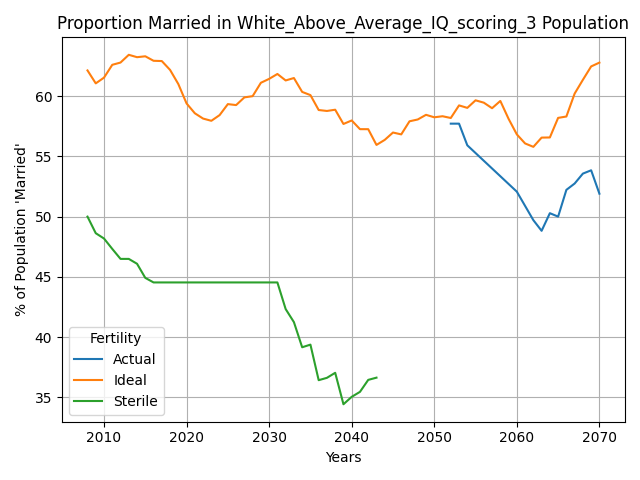 Proportion Married in White_Above_Average_IQ_scoring_3 Population
% of Population 'Married'
60
55
50
45
40
35
Fertility
Actual
Ideal
Sterile
2010 2020 2030 2040 2050 2060 2070
Years